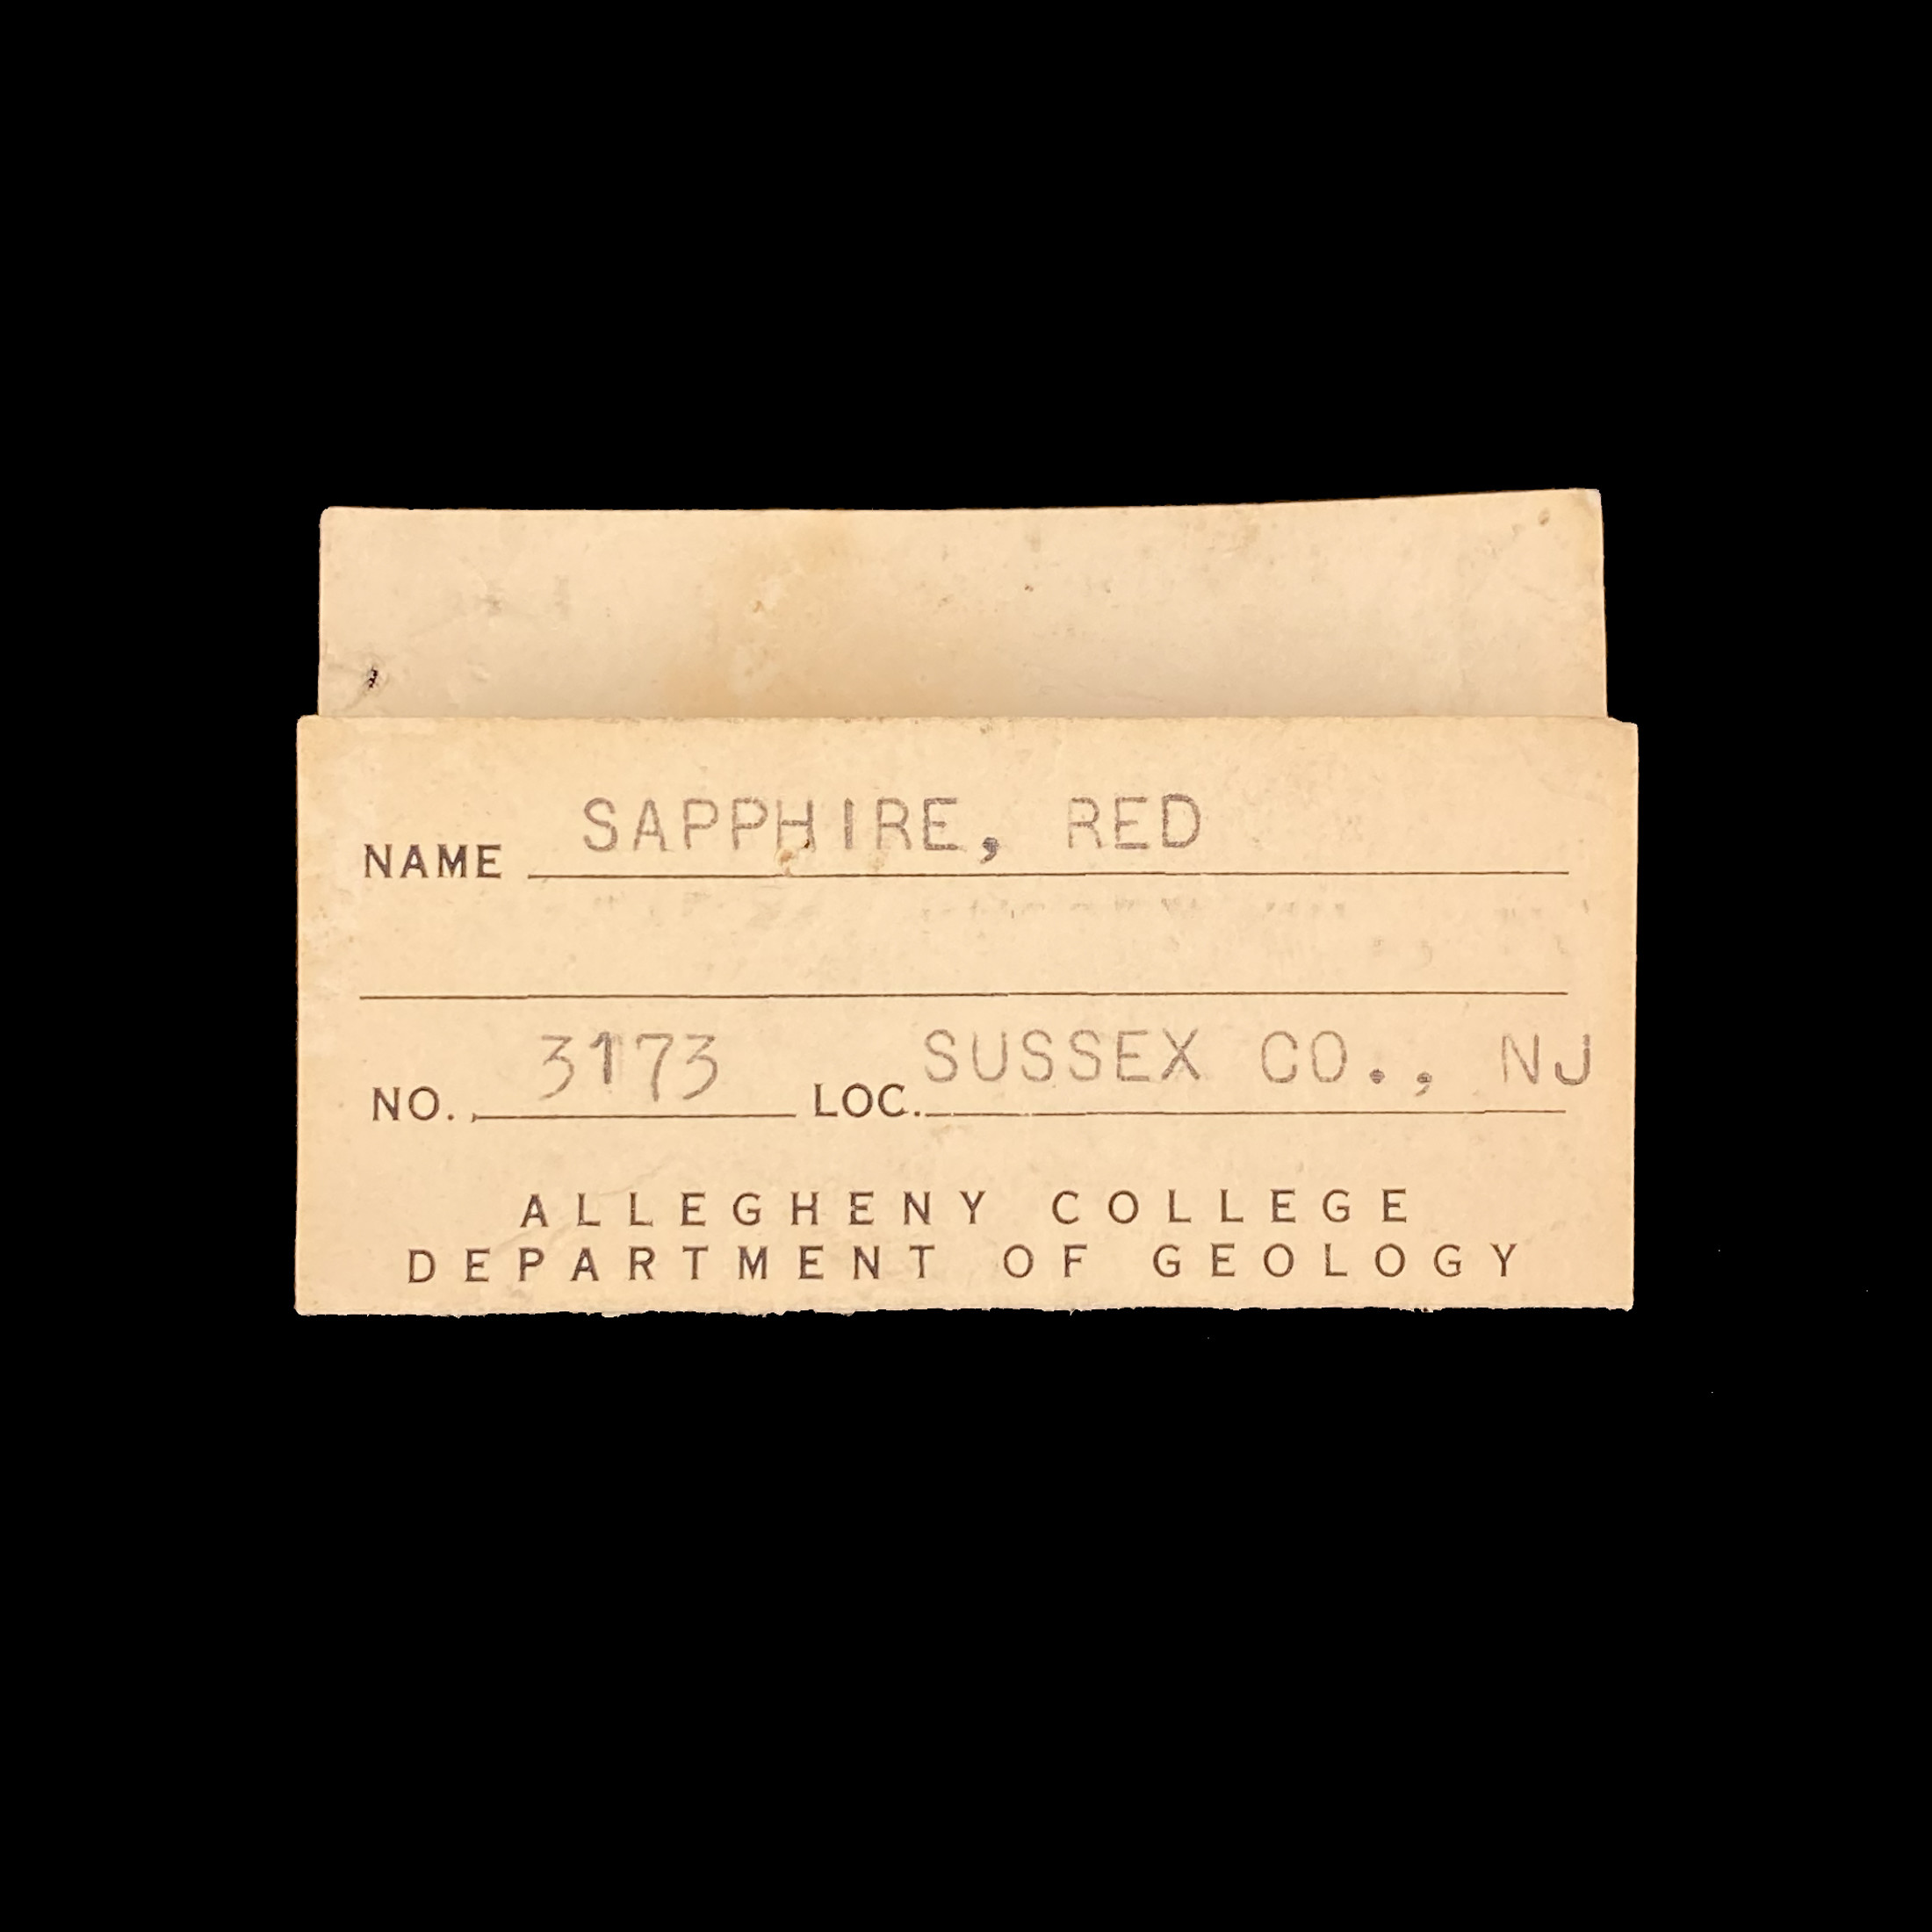 NAME SAPPHIRE, RED
NO. 3173 LOC. SUSSEX CO., NJ
ALLEGHENY COLLEGE
DEPARTMENT OF GEOLOGY